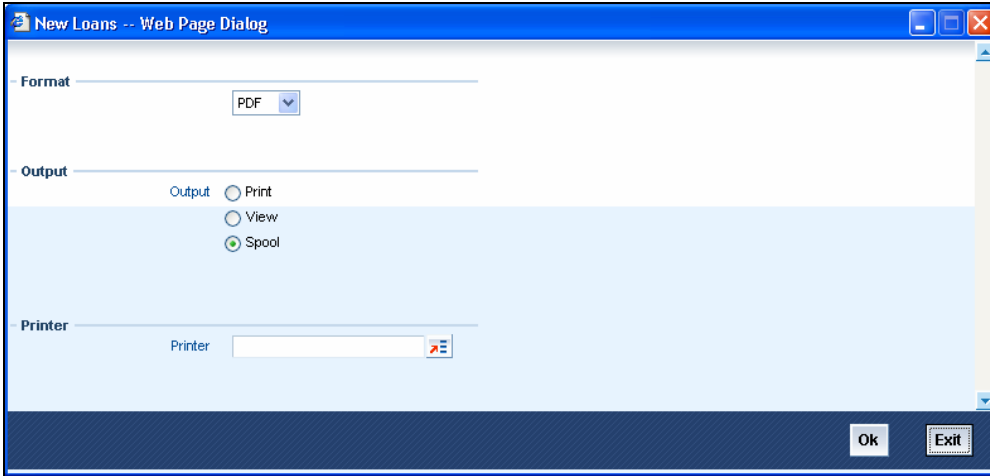 New Loans -- Web Page Dialog
Format
PDF
Output
Output Print
View
Spool
Printer
Printer
Ok Exit